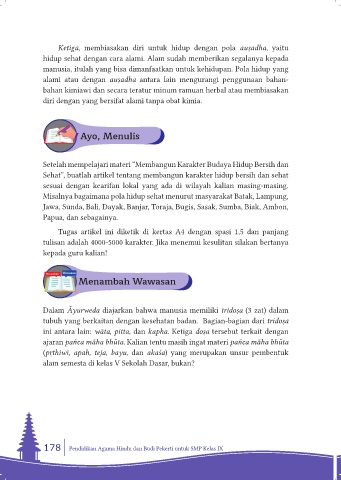 Ketiga, membiasakan diri untuk hidup dengan pola auṣadha, yaitu
hidup sehat dengan cara alami. Alam sudah memberikan segalanya kepada
manusia, itulah yang bisa dimanfaatkan untuk kehidupan. Pola hidup yang
alami atau dengan auṣadha antara lain mengurangi penggunaan bahan-
bahan kimiawi dan secara teratur minum ramuan herbal atau membiasakan
diri dengan yang bersifat alami tanpa obat kimia.
Ayo, Menulis
Setelah mempelajari materi "Membangun Karakter Budaya Hidup Bersih dan
Sehat", buatlah artikel tentang membangun karakter hidup bersih dan sehat
sesuai dengan kearifan lokal yang ada di wilayah kalian masing-masing.
Misalnya bagaimana pola hidup sehat menurut masyarakat Batak, Lampung,
Jawa, Sunda, Bali, Dayak, Banjar, Toraja, Bugis, Sasak, Sumba, Biak, Ambon,
Papua, dan sebagainya.
Tugas artikel ini diketik di kertas A4 dengan spasi 1,5 dan panjang
tulisan adalah 4000-5000 karakter. Jika menemui kesulitan silakan bertanya
kepada guru kalian!
Menambah Wawasan
Dalam Āyurweda diajarkan bahwa manusia memiliki tridoṣa (3 zat) dalam
tubuh yang berkaitan dengan kesehatan badan. Bagian-bagian dari tridoṣa
ini antara lain: wāta, pitta, dan kapha. Ketiga doṣa tersebut terkait dengan
ajaran pañca māha bhūta. Kalian tentu masih ingat materi pañca māha bhūta
(pṛthiwī, apah, teja, bayu, dan akaśa) yang merupakan unsur pembentuk
alam semesta di kelas V Sekolah Dasar, bukan?
178 Pendidikan Agama Hindu dan Budi Pekerti untuk SMP Kelas IX